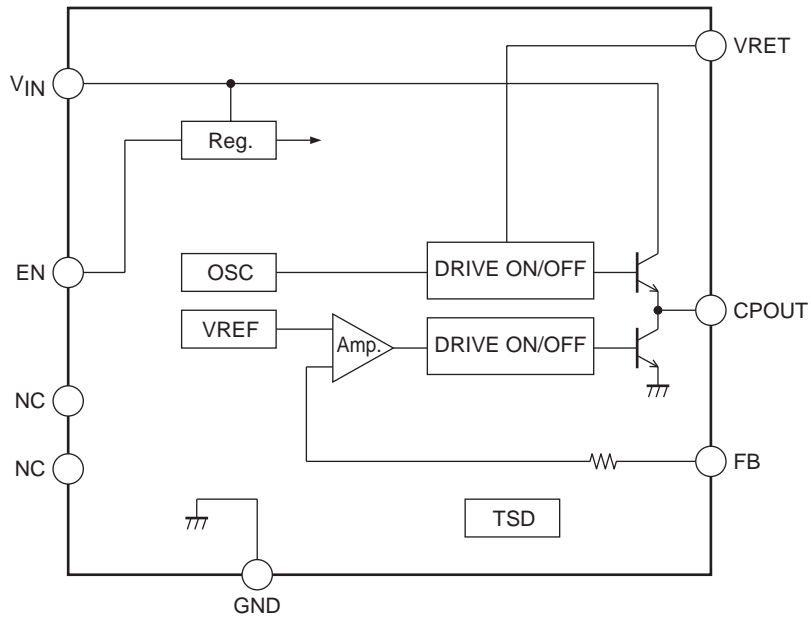 VRET
VIN
Reg.
EN
OSC
DRIVE ON/OFF
CPOUT
VREF
Amp.
DRIVE ON/OFF
NC
NC
FB
TSD
GND